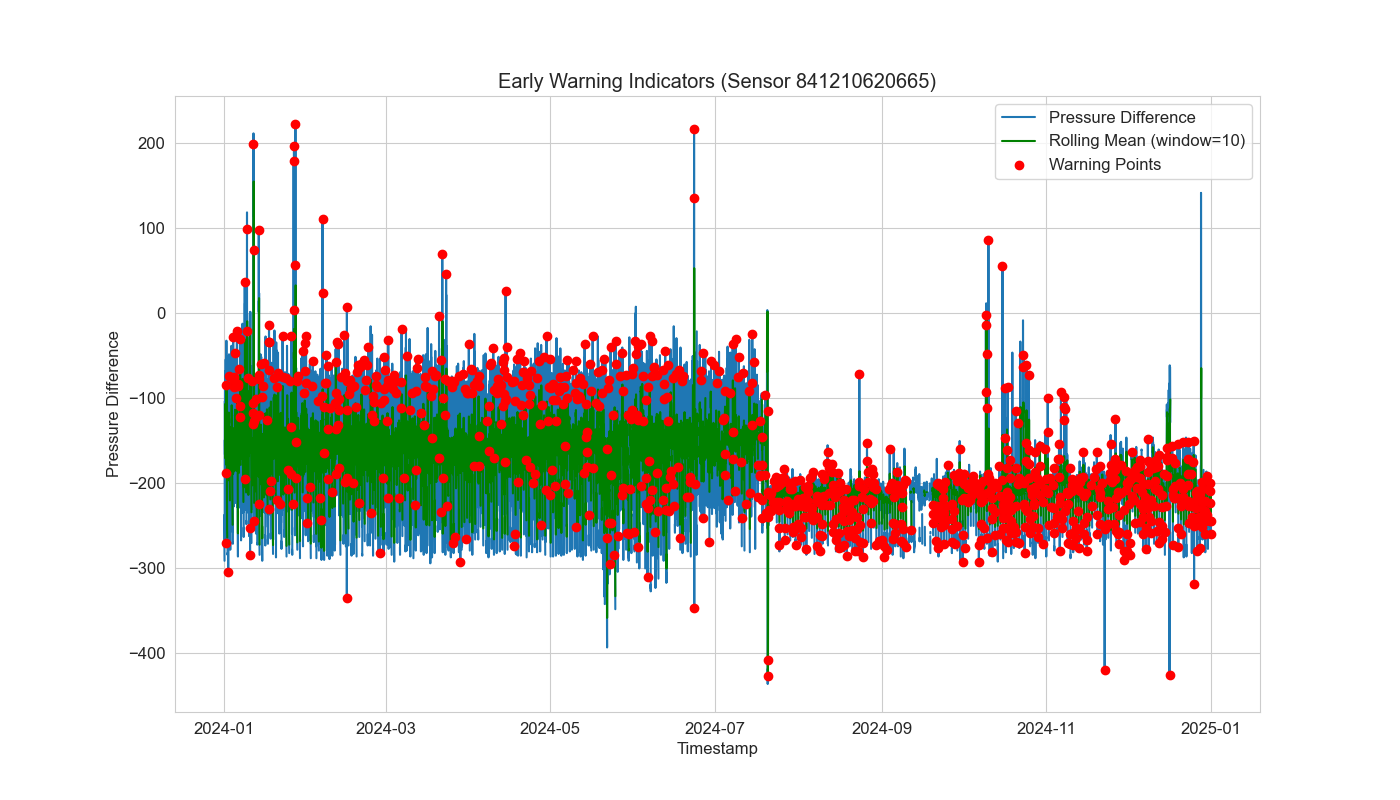 Early Warning Indicators (Sensor 841210620665)
Pressure Difference
Rolling Mean (window=10)
Warning Points
Pressure Difference
200
100
0
−100
−200
−300
−400
2024-01
2024-03
2024-05
2024-07
2024-09
2024-11
2025-01
Timestamp